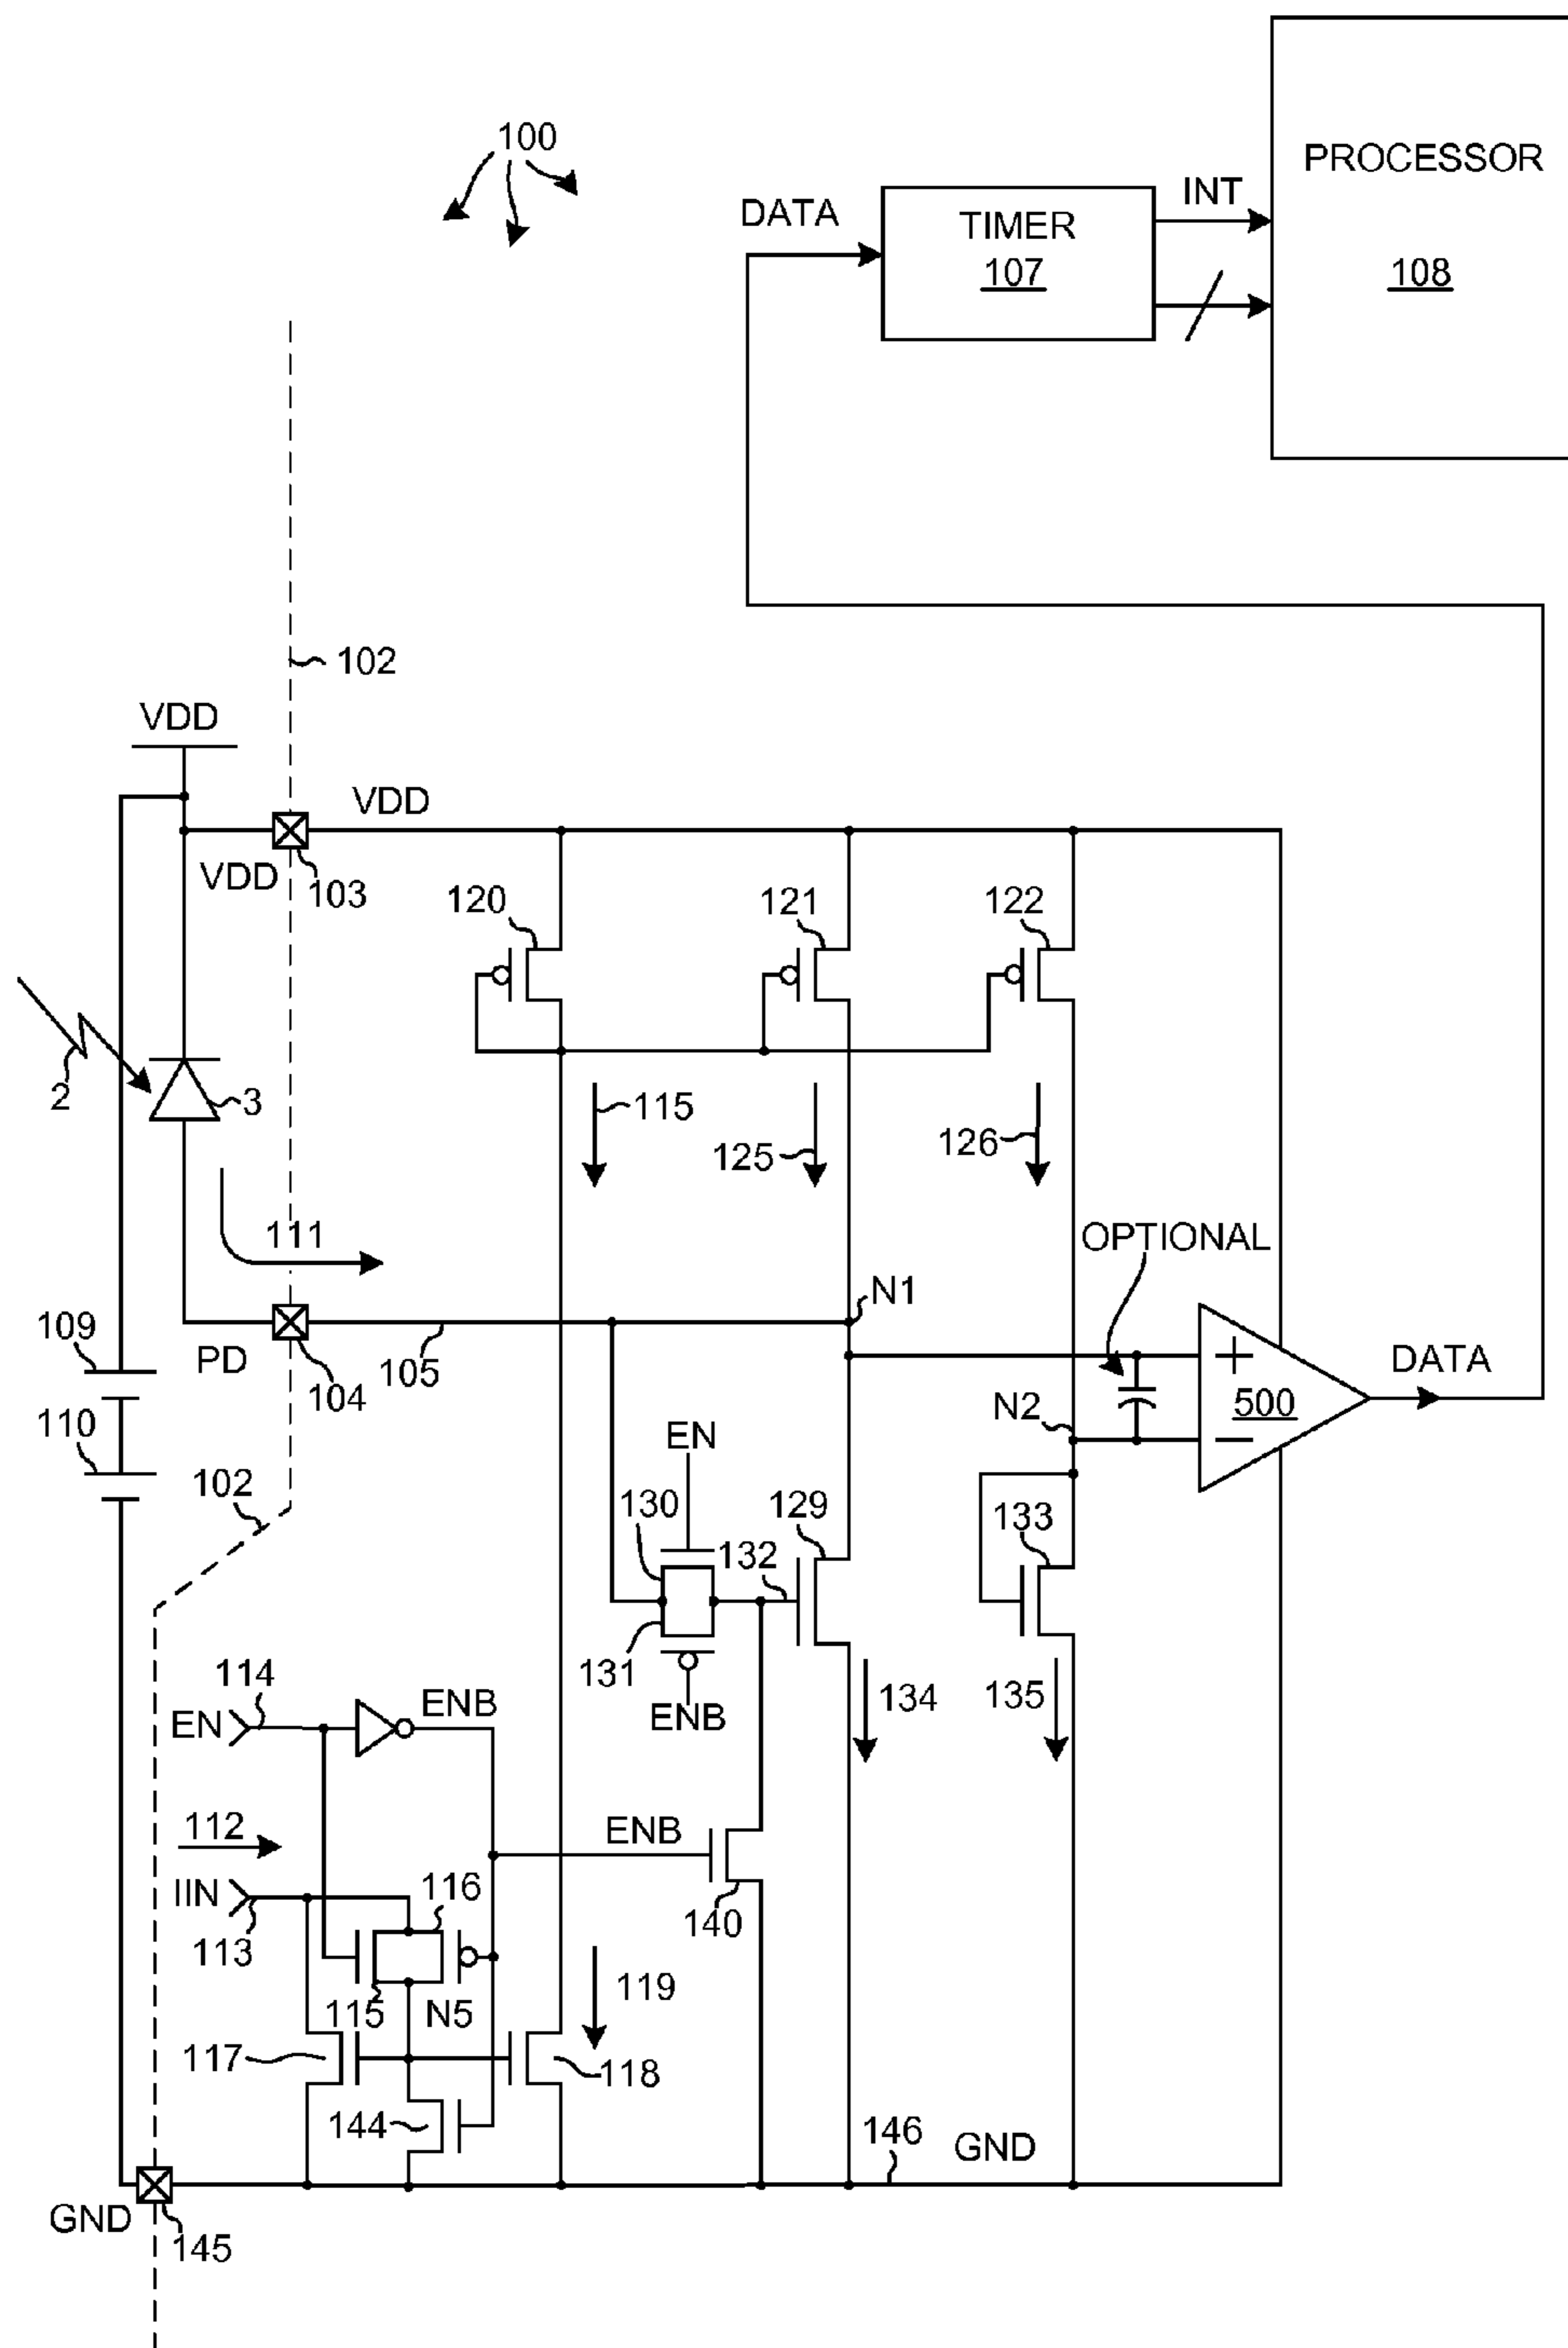 100
PROCESSOR
108
DATA
TIMER
107
INT
102
VDD
VDD
VDD
103
120
121
122
2
3
115
125
126
111
OPTIONAL
N1
109
PD
104
105
110
N2
500
DATA
102
EN
130
132
129
133
131
ENB
134
135
114
EN
ENB
112
ENB
IIN
113
116
140
115
N5
119
117
118
144
146
GND
GND
145